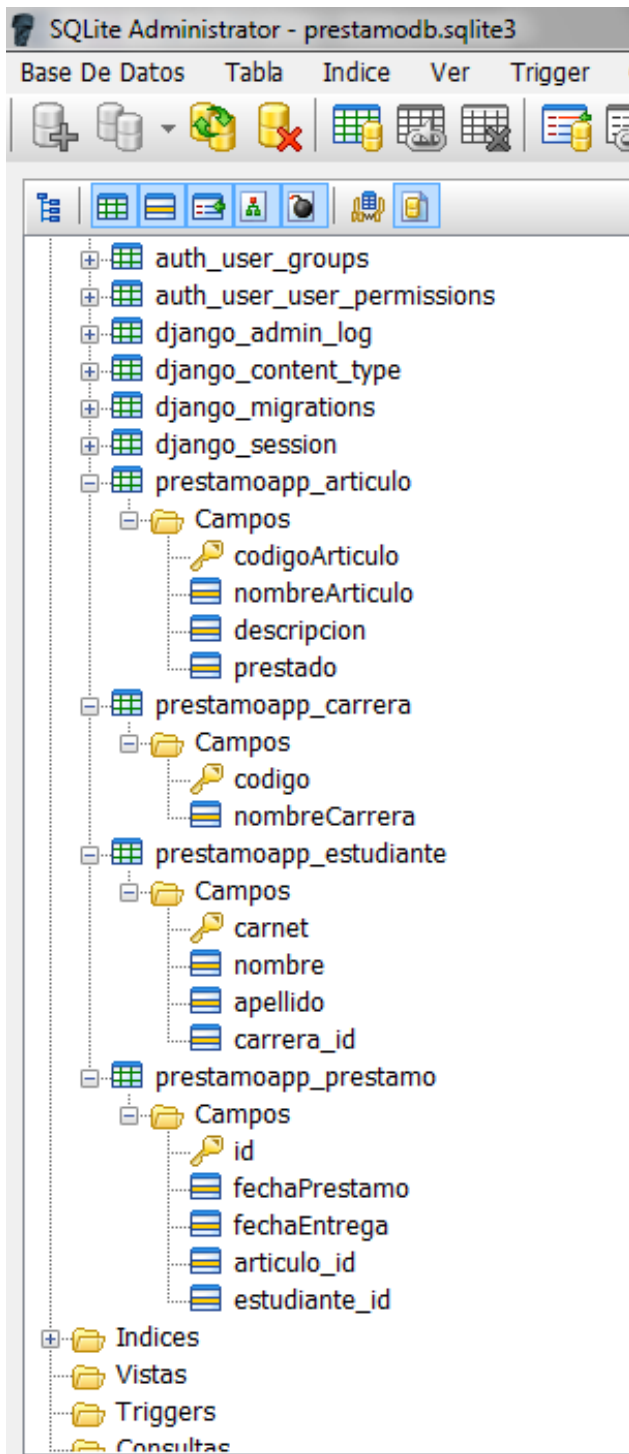 SQLite Administrator - prestamodb.sqlite3
Base De Datos Tabla Indice Ver Trigger
auth_user_groups
auth_user_user_permissions
django_admin_log
django_content_type
django_migrations
django_session
prestamoapp_articulo
Campos
codigoArticulo
nombreArticulo
descripcion
prestado
prestamoapp_carrera
Campos
codigo
nombreCarrera
prestamoapp_estudiante
Campos
carnet
nombre
apellido
carrera_id
prestamoapp_prestamo
Campos
id
fechaPrestamo
fechaEntrega
articulo_id
estudiante_id
Indices
Vistas
Triggers
Consultas